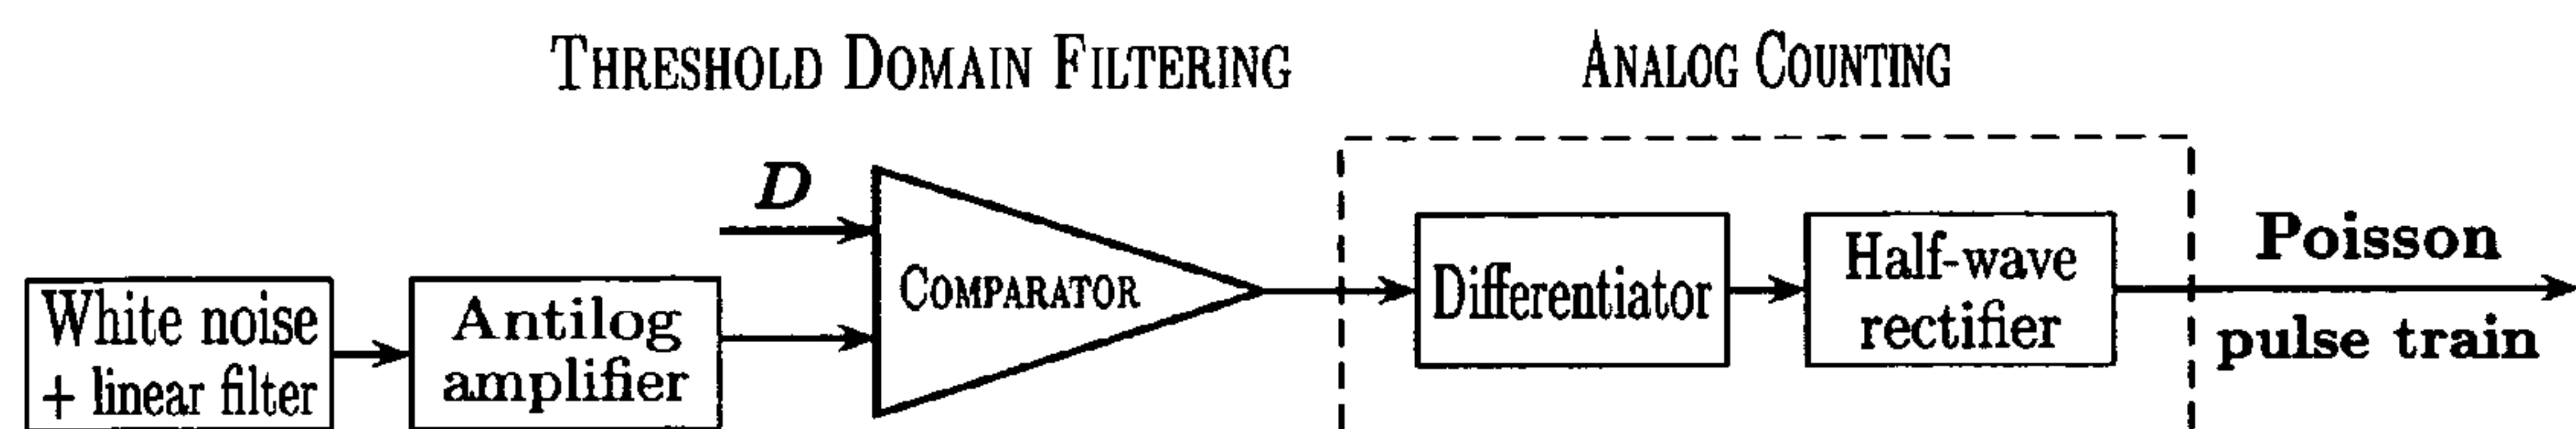 THRESHOLD DOMAIN FILTERING
ANALOG COUNTING
D
White noise
+ linear filter
Antilog
amplifier
COMPARATOR
Differentiator
Half-wave
rectifier
Poisson
pulse train